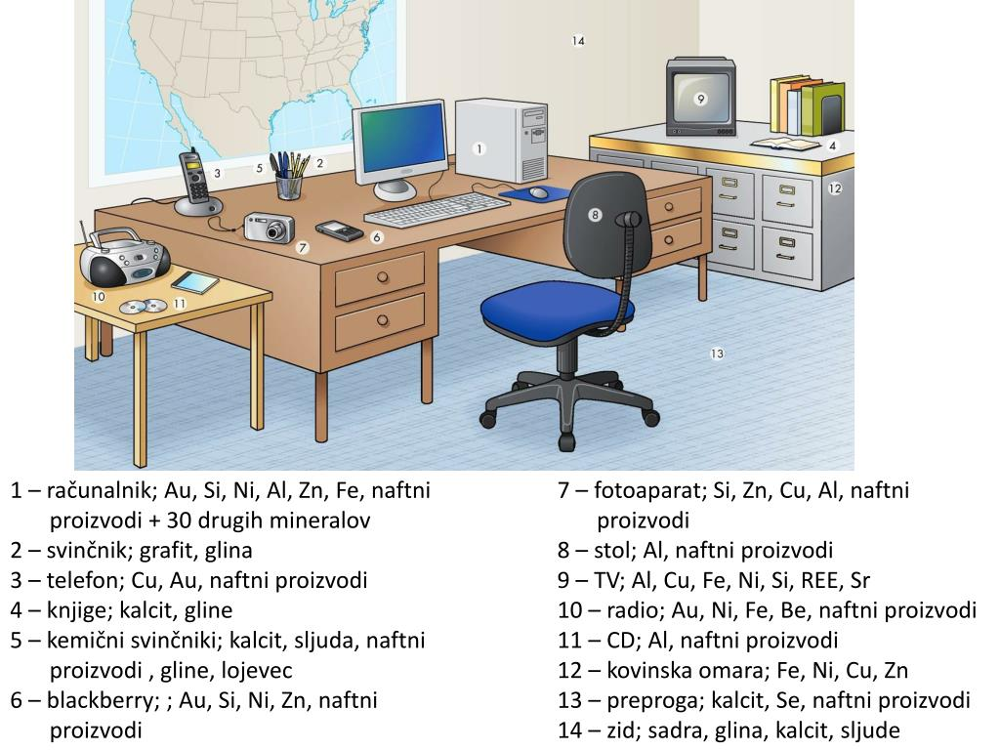 14
9
1
5
2
3
4
12
8
6
7
10
11
13
1 – računalnik; Au, Si, Ni, Al, Zn, Fe, naftni
proizvodi + 30 drugih mineralov
2 – svinčnik; grafit, glina
3 – telefon; Cu, Au, naftni proizvodi
4 – knjige; kalcit, gline
5 – kemični svinčniki; kalcit, sljuda, naftni
proizvodi , gline, lojevec
6 – blackberry; ; Au, Si, Ni, Zn, naftni
proizvodi
7 – fotoaparat; Si, Zn, Cu, Al, naftni
proizvodi
8 – stol; Al, naftni proizvodi
9 – TV; Al, Cu, Fe, Ni, Si, REE, Sr
10 – radio; Au, Ni, Fe, Be, naftni proizvodi
11 – CD; Al, naftni proizvodi
12 – kovinska omara; Fe, Ni, Cu, Zn
13 – preproga; kalcit, Se, naftni proizvodi
14 – zid; sadra, glina, kalcit, sljude